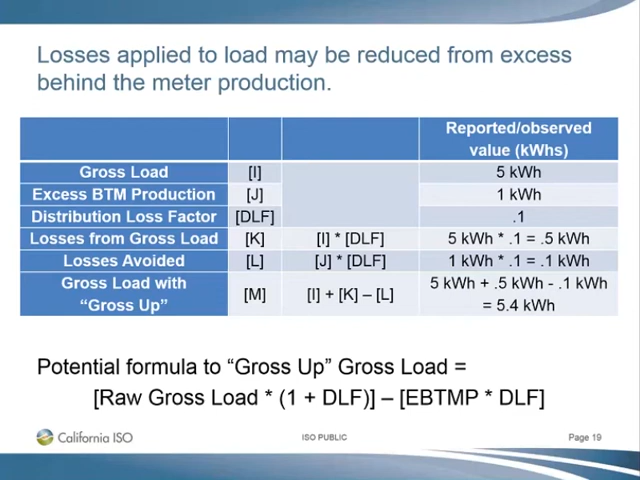 Losses applied to load may be reduced from excess
behind the meter production.
Reported/observed
value (kWhs)
Gross Load [I] 5 kWh
Excess BTM Production [J] 1 kWh
Distribution Loss Factor [DLF] .1
Losses from Gross Load [K] [I] * [DLF] 5 kWh * .1 = .5 kWh
Losses Avoided [L] [J] * [DLF] 1 kWh * .1 = .1 kWh
Gross Load with
“Gross Up” [M] [I] + [K] – [L] 5 kWh + .5 kWh - .1 kWh
= 5.4 kWh
Potential formula to “Gross Up” Gross Load =
[Raw Gross Load * (1 + DLF)] – [EBTMP * DLF]
California ISO ISO PUBLIC Page 19